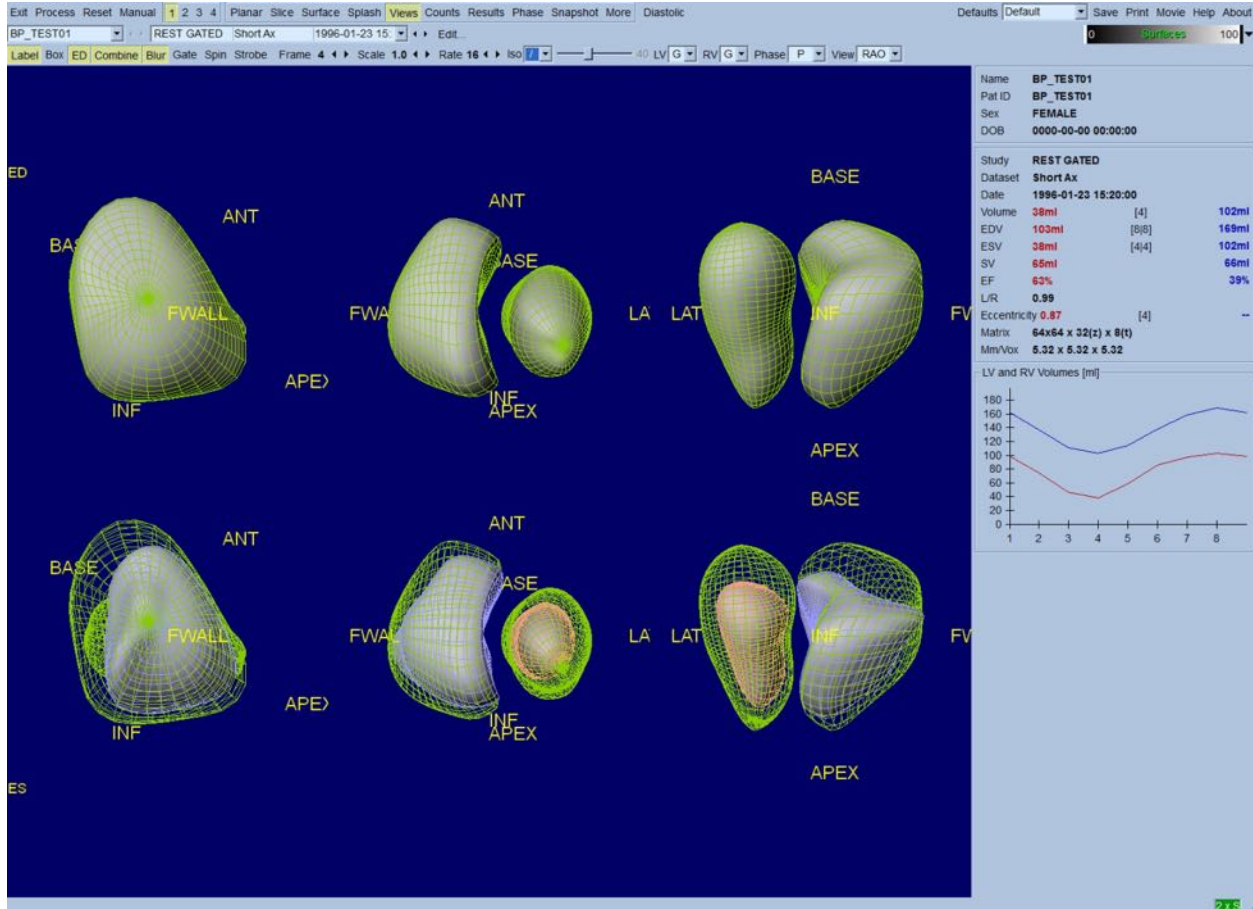 Exit Process Reset Manual 1 2 3 4 Planar Slice Surface Splash Views Counts Results Phase Snapshot More Diastolic Defaults Default Save Print Movie Help About
BP_TEST01 REST GATED Short Ax 1996-01-23 15: Edit... 0 Surfaces 100
Label Box ED Combine Blur Gate Spin Strobe Frame 4 Scale 1.0 Rate 16 Iso 40 LV G RV G Phase P View RAO
Name BP_TEST01
Pat ID BP_TEST01
Sex FEMALE
DOB 0000-00-00 00:00:00
Study REST GATED
Dataset Short Ax
Date 1996-01-23 15:20:00
Volume 38ml [4] 102ml
EDV 103ml [8|8] 169ml
ESV 38ml [4|4] 102ml
SV 65ml 66ml
EF 63% 39%
L/R 0.99
Eccentricity 0.87 [4] --
Matrix 64x64 x 32(z) x 8(t)
Mm/Vox 5.32 x 5.32 x 5.32
LV and RV Volumes [ml]
180
160
140
120
100
80
60
40
20
0
1 2 3 4 5 6 7 8
ED
ANT
BAS
FWALL
APEX
INF
ANT
BASE
FWA
LA
INF
APEX
BASE
LAT
INF
FW
APEX
ANT
BASE
FWALL
APEX
INF
ANT
BASE
FWAL
LA
INF
APEX
BASE
LAT
INF
FW
APEX
ES
2 x S